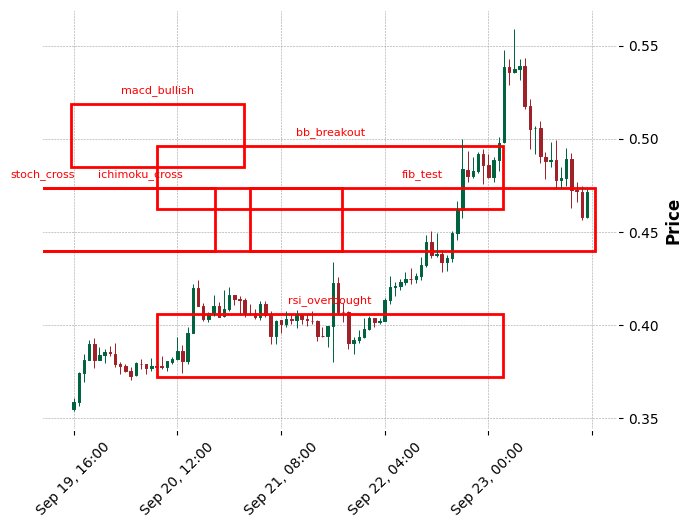 0.55
macd_bullish
bb_breakout
0.50
stoch_cross
ichimoku_cross
fib_test
Price
0.45
rsi_overbought
0.40
0.35
Sep 19, 16:00
Sep 20, 12:00
Sep 21, 08:00
Sep 22, 04:00
Sep 23, 00:00